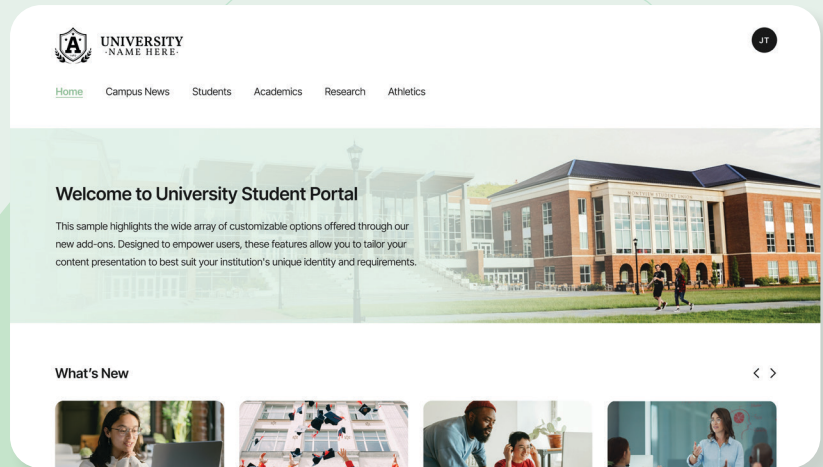 A
UNIVERSITY
·NAME HERE·
JT
Home Campus News Students Academics Research Athletics
Welcome to University Student Portal
This sample highlights the wide array of customizable options offered through our
new add-ons. Designed to empower users, these features allow you to tailor your
content presentation to best suit your institution's unique identity and requirements.
What's New